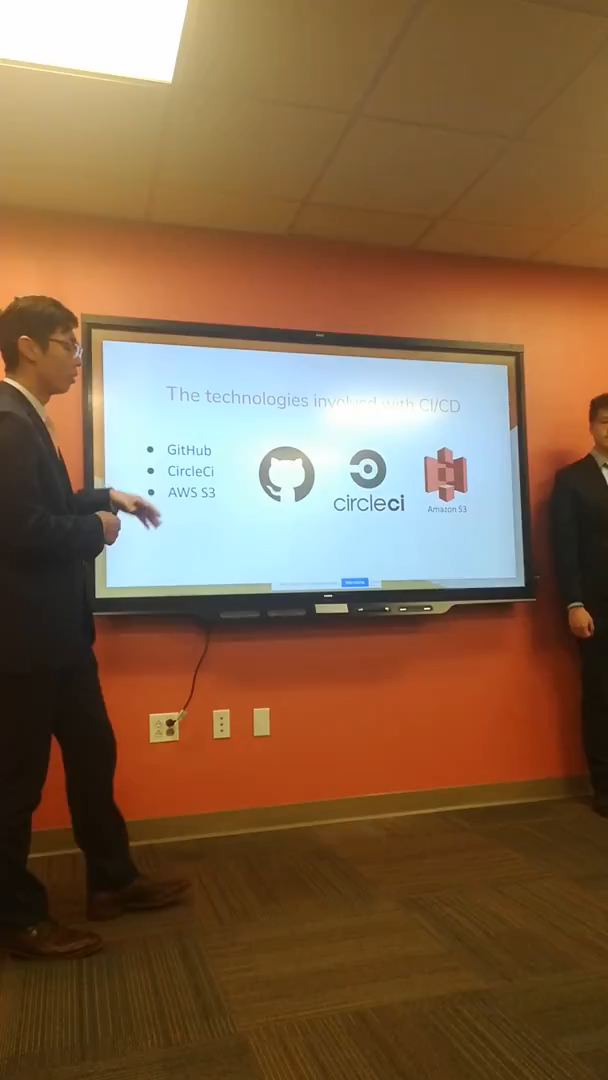 The technologies involved with CI/CD
GitHub
CircleCi
AWS S3
circleci
Amazon S3